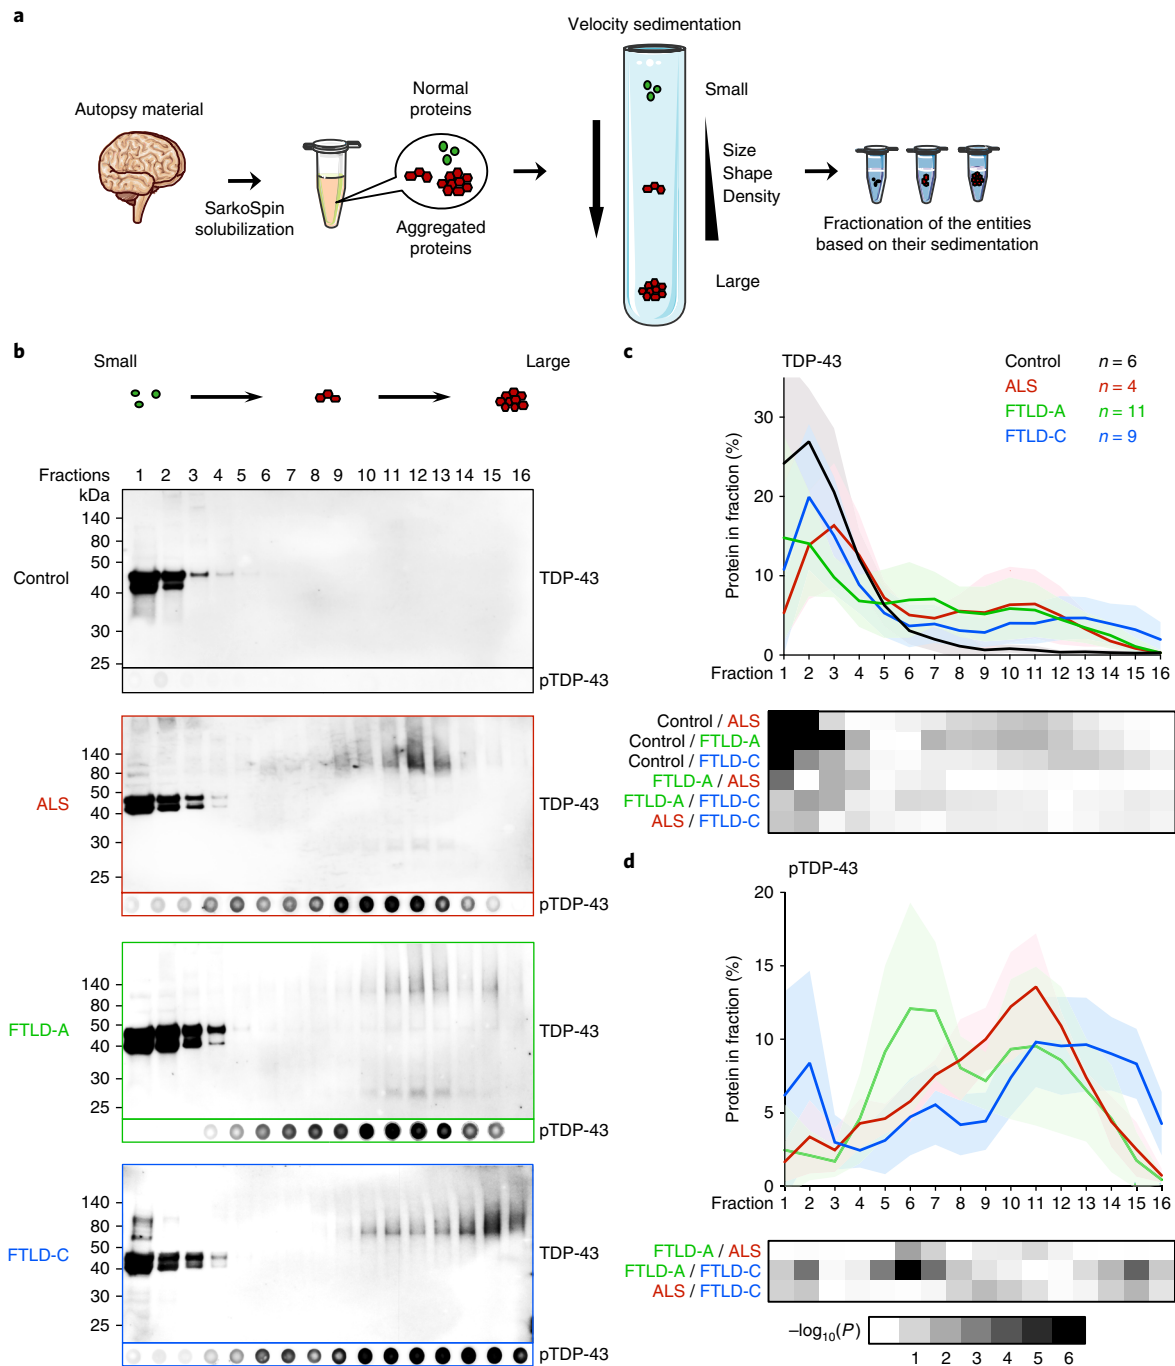 a
Velocity sedimentation
Autopsy material
Normal
proteins
SarkoSpin
solubilization
Aggregated
proteins
Small
Size
Shape
Density
Large
Fractionation of the entities
based on their sedimentation
b
Small
Large
Fractions 1 2 3 4 5 6 7 8 9 10 11 12 13 14 15 16
kDa
140
80
50
Control
TDP-43
40
30
25
pTDP-43
140
80
50
ALS
TDP-43
40
30
25
pTDP-43
140
80
50
FTLD-A
TDP-43
40
30
25
pTDP-43
140
80
50
FTLD-C
TDP-43
40
30
25
pTDP-43
c
TDP-43
Control n = 6
ALS n = 4
FTLD-A n = 11
FTLD-C n = 9
Protein in fraction (%)
30
20
10
0
Fraction 1 2 3 4 5 6 7 8 9 10 11 12 13 14 15 16
Control / ALS
Control / FTLD-A
Control / FTLD-C
FTLD-A / ALS
FTLD-A / FTLD-C
ALS / FTLD-C
d
pTDP-43
Protein in fraction (%)
20
15
10
5
0
Fraction 1 2 3 4 5 6 7 8 9 10 11 12 13 14 15 16
FTLD-A / ALS
FTLD-A / FTLD-C
ALS / FTLD-C
–log10(P)
1 2 3 4 5 6